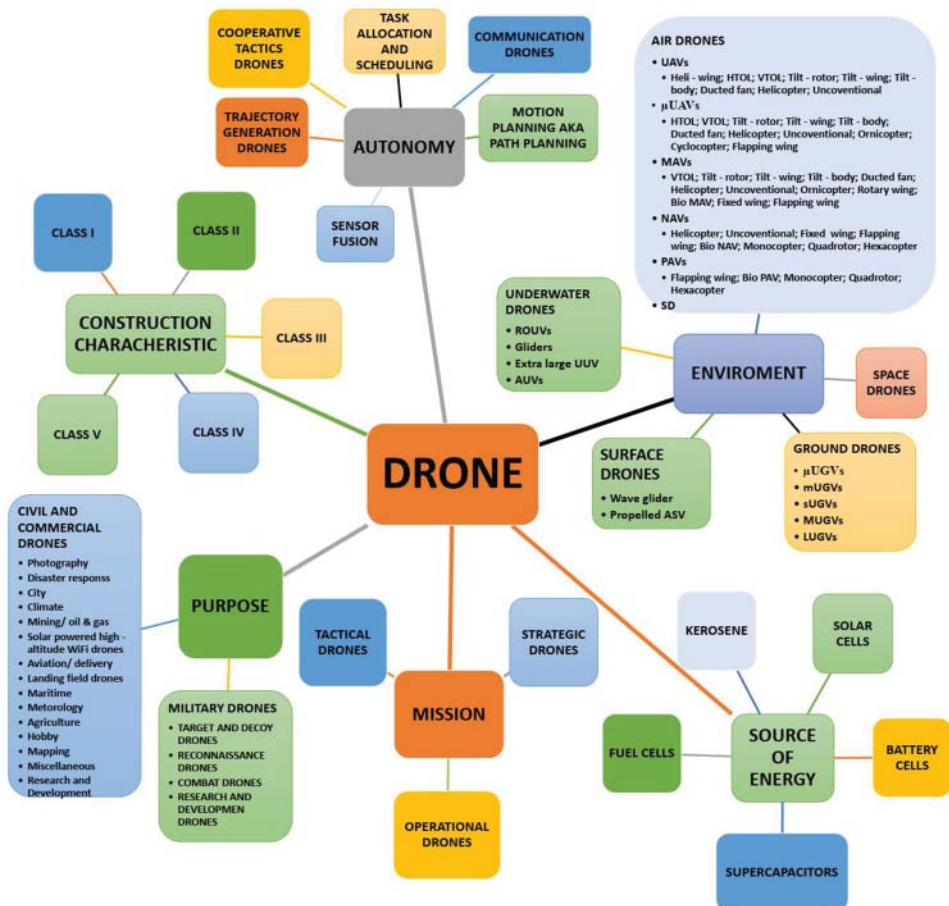 COOPERATIVE
TACTICS
DRONES
TASK
ALLOCATION
AND
SCHEDULING
COMMUNICATION
DRONES
TRAJECTORY
GENERATION
DRONES
AUTONOMY
MOTION
PLANNING AKA
PATH PLANNING
SENSOR
FUSION
AIR DRONES
• UAVs
• Heli - wing; HTOL; VTOL; Tilt - rotor; Tilt - wing; Tilt -
body; Ducted fan; Helicopter; Uncoventional
• µUAVs
• HTOL; VTOL; Tilt - rotor; Tilt - wing; Tilt - body;
Ducted fan; Helicopter; Uncoventional; Ornicopter;
Cyclocopter; Flapping wing
• MAVs
• VTOL; Tilt - rotor; Tilt - wing; Tilt - body; Ducted fan;
Helicopter; Uncoventional; Ornicopter; Rotary wing;
Bio MAV; Fixed wing; Flapping wing
• NAVs
• Helicopter; Uncoventional; Fixed wing; Flapping
wing; Bio NAV; Monocopter; Quadrotor; Hexacopter
• PAVs
• Flapping wing; Bio PAV; Monocopter; Quadrotor;
Hexacopter
• SD
CLASS I
CLASS II
CONSTRUCTION
CHARACHERISTIC
CLASS III
CLASS V
CLASS IV
UNDERWATER
DRONES
• ROUVs
• Gliders
• Extra large UUV
• AUVs
ENVIROMENT
SPACE
DRONES
DRONE
SURFACE
DRONES
• Wave glider
• Propelled ASV
GROUND DRONES
• µUGVs
• mUGVs
• sUGVs
• MUGVs
• LUGVs
CIVIL AND
COMMERCIAL
DRONES
• Photography
• Disaster responss
• City
• Climate
• Mining/ oil & gas
• Solar powered high -
altitude WiFi drones
• Aviation/ delivery
• Landing field drones
• Maritime
• Metorology
• Agriculture
• Hobby
• Mapping
• Miscellaneous
• Research and
Development
PURPOSE
MILITARY DRONES
• TARGET AND DECOY
DRONES
• RECONNAISSANCE
DRONES
• COMBAT DRONES
• RESEARCH AND
DEVELOPMEN
DRONES
TACTICAL
DRONES
STRATEGIC
DRONES
MISSION
OPERATIONAL
DRONES
KEROSENE
SOLAR
CELLS
FUEL CELLS
SOURCE
OF
ENERGY
BATTERY
CELLS
SUPERCAPACITORS